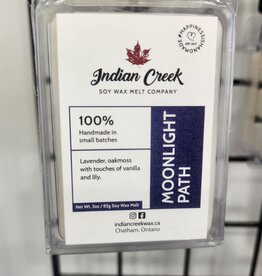 #HAPPINESSISHANDMADE
Indian Creek
SOY WAX MELT COMPANY
100%
Handmade in
small batches
Lavender, oakmoss
with touches of vanilla
and lily.
Net. Wt. 3oz / 85g Soy Wax Melt
MOONLIGHT
PATH
indiancreekwax.ca
Chatham, Ontario